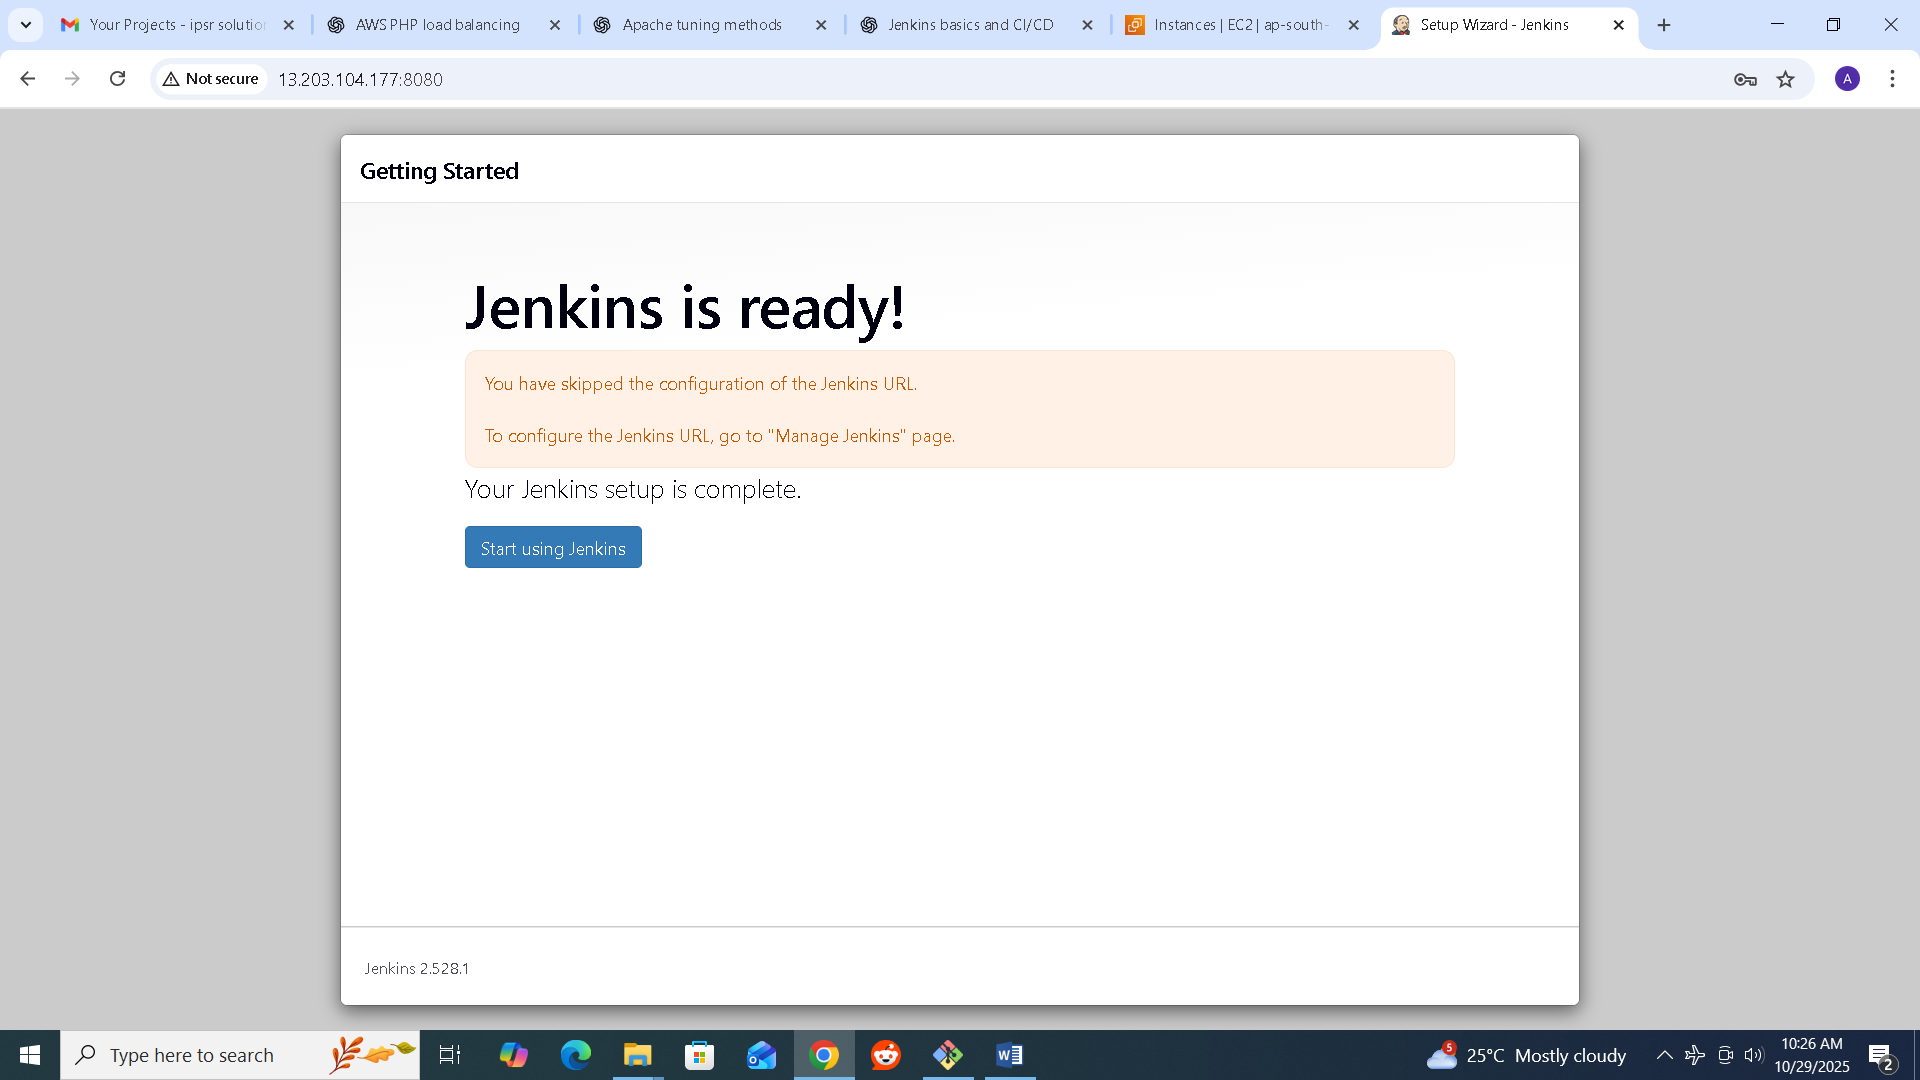 Your Projects - ipsr solution
AWS PHP load balancing
Apache tuning methods
Jenkins basics and CI/CD
Instances | EC2 | ap-south-
Setup Wizard - Jenkins
Not secure
13.203.104.177:8080
A
Getting Started
Jenkins is ready!
You have skipped the configuration of the Jenkins URL.
To configure the Jenkins URL, go to "Manage Jenkins" page.
Your Jenkins setup is complete.
Start using Jenkins
Jenkins 2.528.1
Type here to search
5
25°C Mostly cloudy
10:26 AM
10/29/2025
2